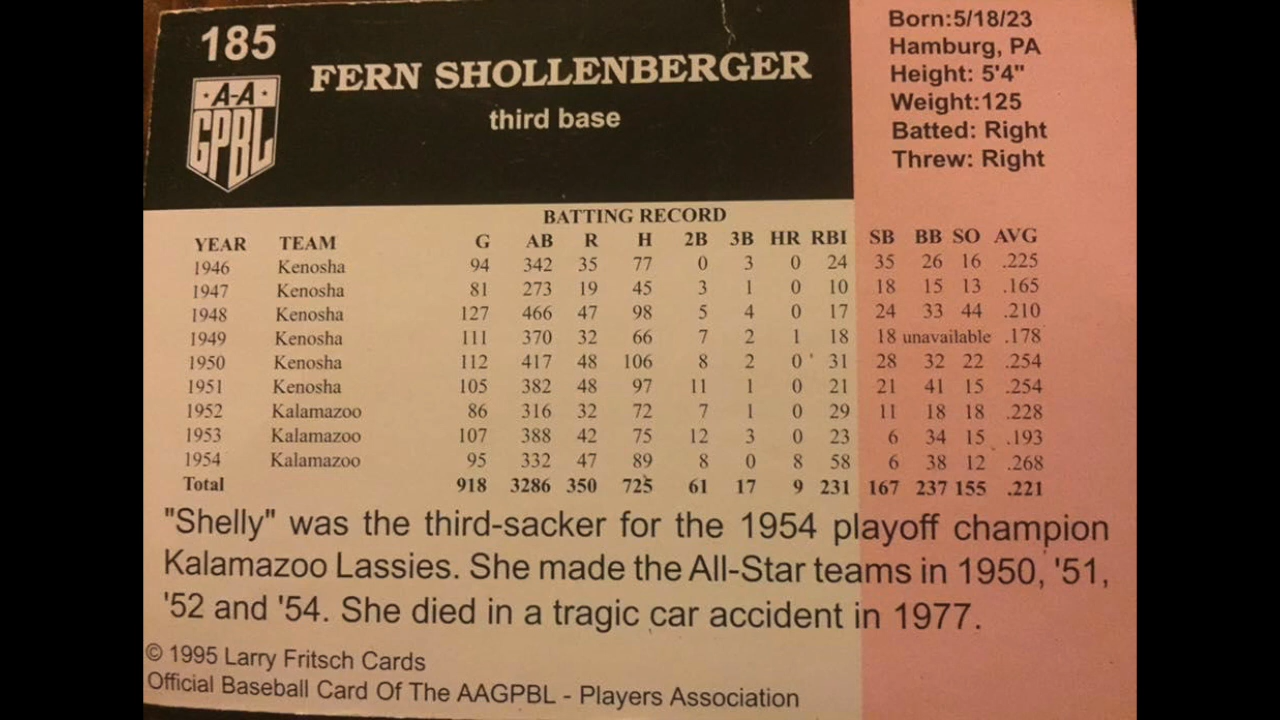 185
A-A
GPBL
FERN SHOLLENBERGER
third base
Born:5/18/23
Hamburg, PA
Height: 5'4"
Weight:125
Batted: Right
Threw: Right
BATTING RECORD
YEAR TEAM G AB R H 2B 3B HR RBI SB BB SO AVG
1946 Kenosha 94 342 35 77 0 3 0 24 35 26 16 .225
1947 Kenosha 81 273 19 45 3 1 0 10 18 15 13 .165
1948 Kenosha 127 466 47 98 5 4 0 17 24 33 44 .210
1949 Kenosha 111 370 32 66 7 2 1 18 18 unavailable .178
1950 Kenosha 112 417 48 106 8 2 0 31 28 32 22 .254
1951 Kenosha 105 382 48 97 11 1 0 21 21 41 15 .254
1952 Kalamazoo 86 316 32 72 7 1 0 29 11 18 18 .228
1953 Kalamazoo 107 388 42 75 12 3 0 23 6 34 15 .193
1954 Kalamazoo 95 332 47 89 8 0 8 58 6 38 12 .268
Total 918 3286 350 725 61 17 9 231 167 237 155 .221
"Shelly" was the third-sacker for the 1954 playoff champion
Kalamazoo Lassies. She made the All-Star teams in 1950, '51,
'52 and '54. She died in a tragic car accident in 1977.
© 1995 Larry Fritsch Cards
Official Baseball Card Of The AAGPBL - Players Association